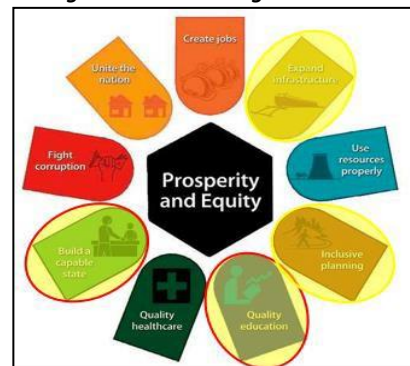 Create jobs
Expand
infrastructure
Use
resources
properly
Inclusive
planning
Quality
education
Quality
healthcare
Build a
capable
state
Fight
corruption
Unite the
nation
Prosperity
and Equity